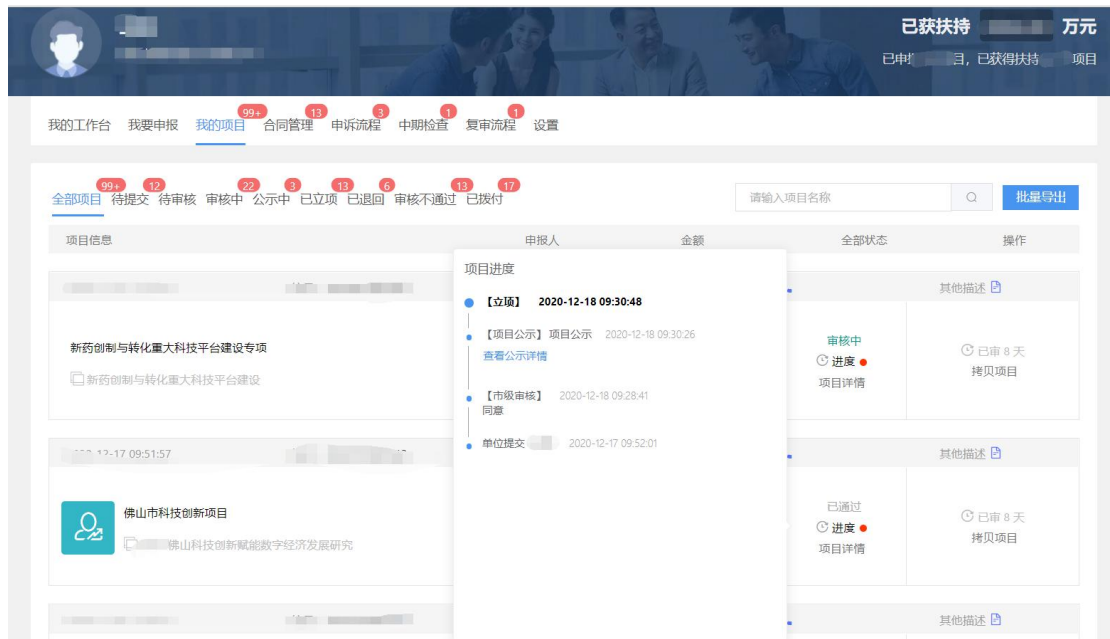 已获扶持 万元
已申 目，已获得扶持 项目
我的工作台 我要申报 我的项目 99+ 合同管理 13 申诉流程 3 中期检查 1 复审流程 1 设置
全部项目 99+ 待提交 12 待审核 审核中 22 公示中 3 已立项 13 已退回 6 审核不通过 13 已拨付 17
请输入项目名称 批量导出
项目信息 申报人 金额 全部状态 操作
项目进度
【立项】 2020-12-18 09:30:48
【项目公示】项目公示 2020-12-18 09:30:26
查看公示详情
【市级审核】 2020-12-18 09:28:41
同意
单位提交 2020-12-17 09:52:01
其他描述
新药创制与转化重大科技平台建设专项
新药创制与转化重大科技平台建设
审核中
进度
项目详情
已审 8 天
拷贝项目
12-17 09:51:57 其他描述
佛山市科技创新项目
佛山科技创新赋能数字经济发展研究
已通过
进度
项目详情
已审 8 天
拷贝项目
其他描述